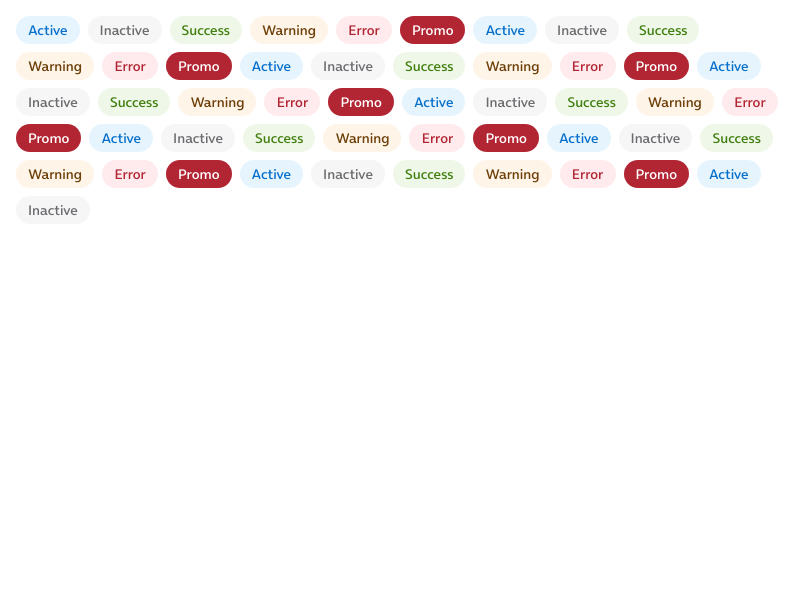 Active Inactive Success Warning Error Promo Active Inactive Success
Warning Error Promo Active Inactive Success Warning Error Promo Active
Inactive Success Warning Error Promo Active Inactive Success Warning Error
Promo Active Inactive Success Warning Error Promo Active Inactive Success
Warning Error Promo Active Inactive Success Warning Error Promo Active
Inactive